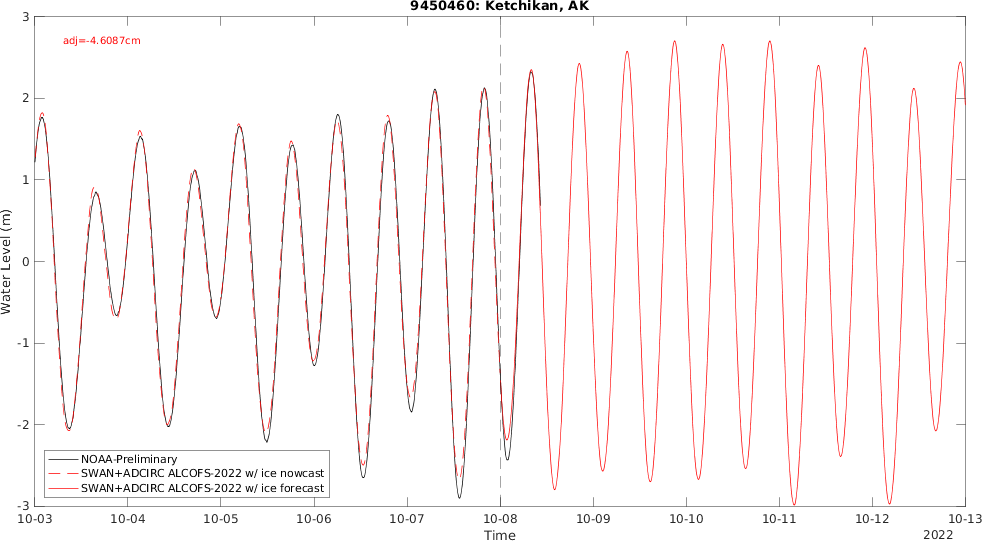 9450460: Ketchikan, AK
adj=-4.6087cm
3
2
1
0
-1
-2
-3
Water Level (m)
NOAA-Preliminary
SWAN+ADCIRC ALCOFS-2022 w/ ice nowcast
SWAN+ADCIRC ALCOFS-2022 w/ ice forecast
10-03 10-04 10-05 10-06 10-07 10-08 10-09 10-10 10-11 10-12 10-13
Time
2022